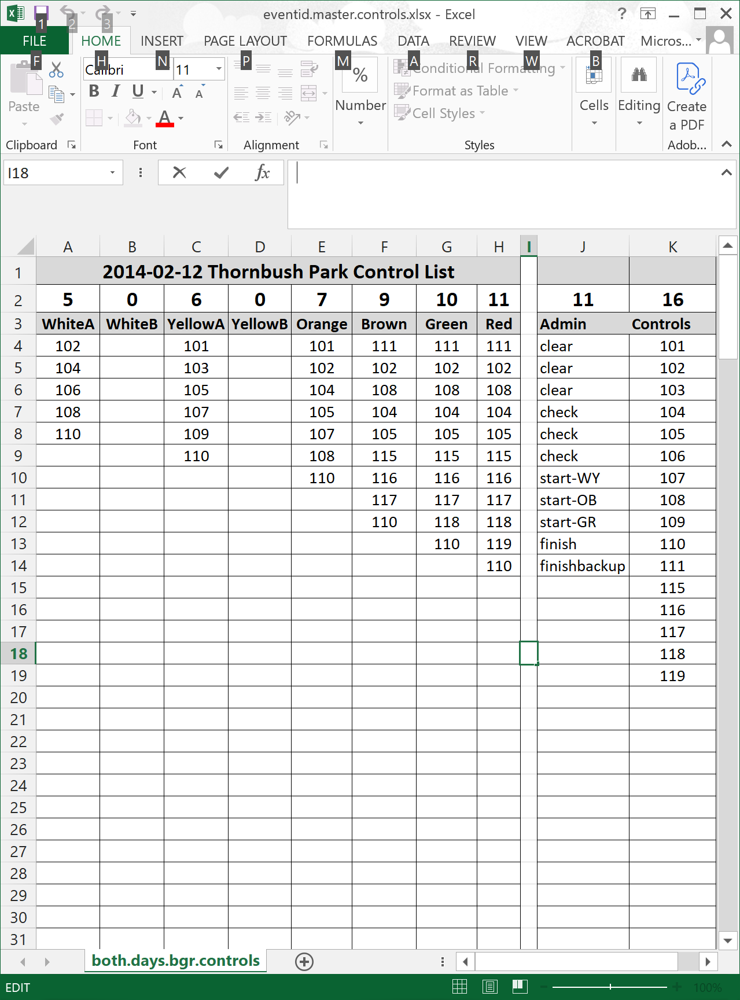 eventid.master.controls.xlsx - Excel
?
1 2 3
FILE HOME INSERT PAGE LAYOUT FORMULAS DATA REVIEW VIEW ACROBAT Micros...
F H N P M A R W B
Calibri 11 % Conditional Formatting
B I U A A Format as Table
Paste Number Cell Styles Cells Editing Create a PDF
A
Clipboard Font Alignment Styles Adob...
I18 fx
A B C D E F G H I J K
1 2014-02-12 Thornbush Park Control List
2 5 0 6 0 7 9 10 11 11 16
3 WhiteA WhiteB YellowA YellowB Orange Brown Green Red Admin Controls
4 102 101 101 111 111 111 clear 101
5 104 103 102 102 102 102 clear 102
6 106 105 104 108 108 108 clear 103
7 108 107 105 104 104 104 check 104
8 110 109 107 105 105 105 check 105
9 110 108 115 115 115 check 106
10 110 116 116 116 start-WY 107
11 117 117 117 start-OB 108
12 110 118 118 start-GR 109
13 110 119 finish 110
14 110 finishbackup 111
15 115
16 116
17 117
18 118
19 119
20
21
22
23
24
25
26
27
28
29
30
31
both.days.bgr.controls
EDIT 100%